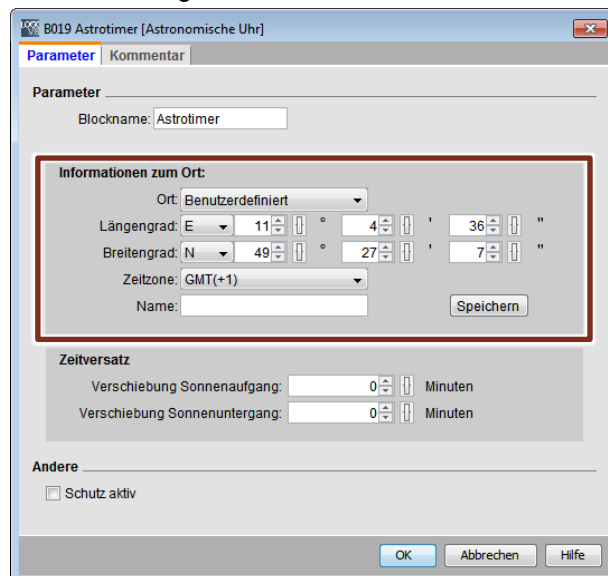 B019 Astrotimer [Astronomische Uhr]
Parameter Kommentar
Parameter
Blockname: Astrotimer
Informationen zum Ort:
Ort: Benutzerdefiniert
Längengrad: E 11 ° 4 ' 36 "
Breitengrad: N 49 ° 27 ' 7 "
Zeitzone: GMT(+1)
Name: Speichern
Zeitversatz
Verschiebung Sonnenaufgang: 0 Minuten
Verschiebung Sonnenuntergang: 0 Minuten
Andere
Schutz aktiv
OK Abbrechen Hilfe